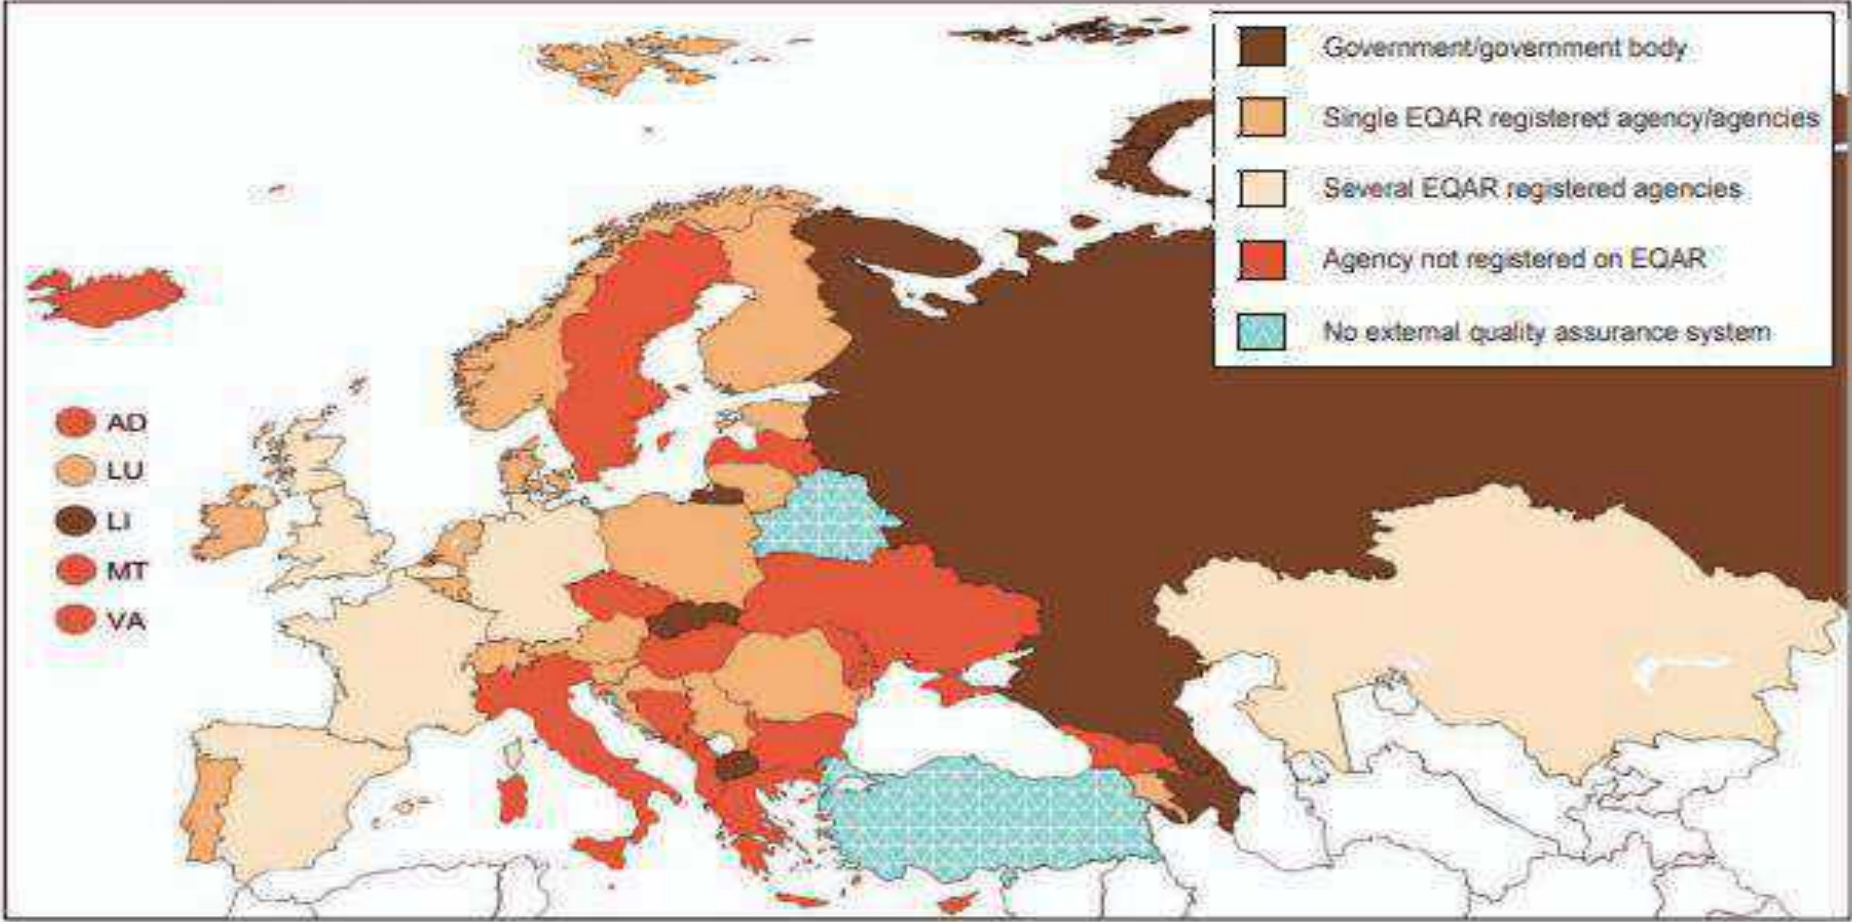 Government/government body
Single EQAR registered agency/agencies
Several EQAR registered agencies
Agency not registered on EQAR
No external quality assurance system
AD
LU
LI
MT
VA